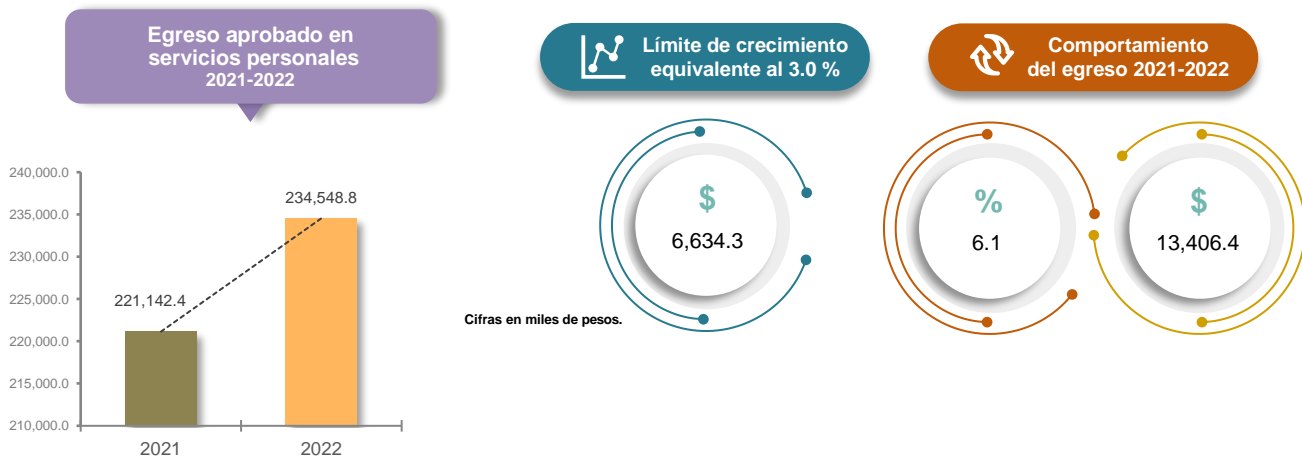 Egreso aprobado en
servicios personales
2021-2022
Límite de crecimiento
equivalente al 3.0 %
Comportamiento
del egreso 2021-2022
240,000.0
235,000.0
230,000.0
225,000.0
220,000.0
215,000.0
210,000.0
221,142.4
234,548.8
2021
2022
$
6,634.3
%
6.1
$
13,406.4
Cifras en miles de pesos.